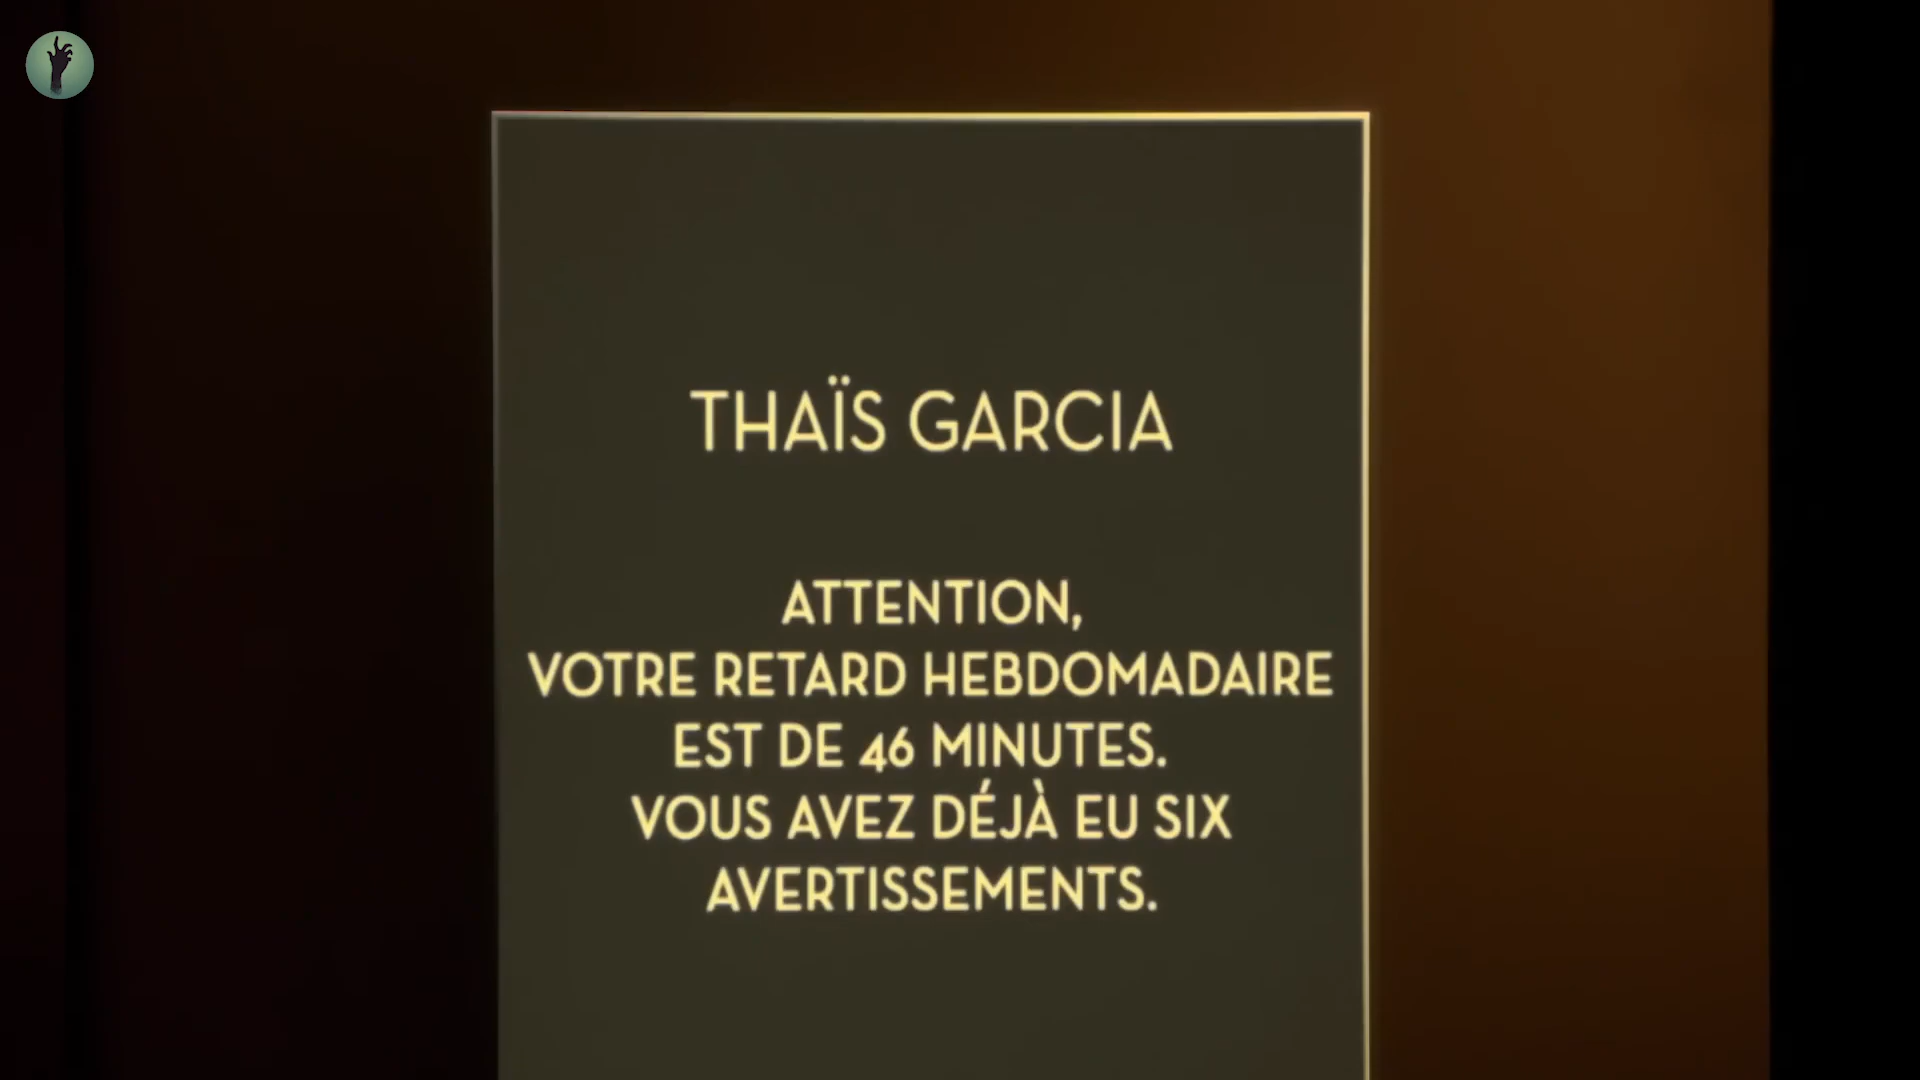 THAÏS GARCIA
ATTENTION,
VOTRE RETARD HEBDOMADAIRE
EST DE 46 MINUTES.
VOUS AVEZ DÉJÀ EU SIX
AVERTISSEMENTS.